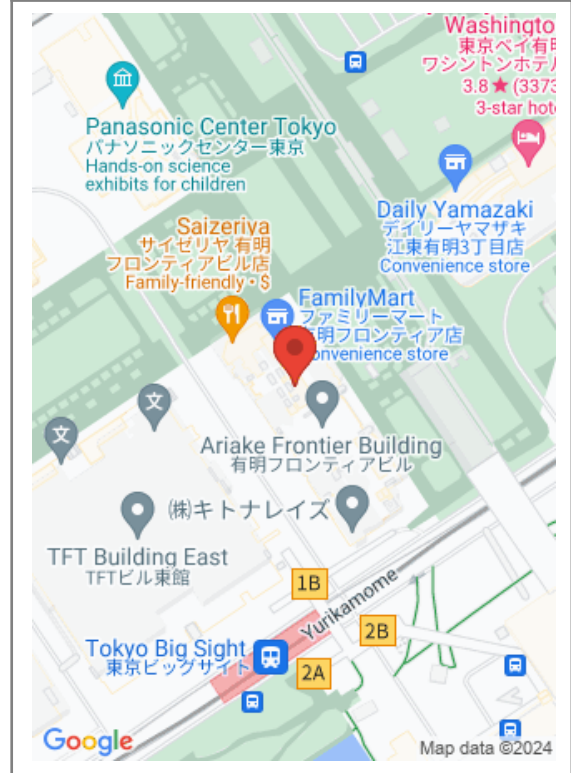 Washingto
東京ベイ有明
ワシントンホテル
3.8★(3373
3-star hote
Panasonic Center Tokyo
パナソニックセンター東京
Hands-on science
exhibits for children
Daily Yamazaki
デイリーヤマザキ
江東有明3丁目店
Convenience store
Saizeriya
サイゼリヤ 有明
フロンティアビル店
Family-friendly • $
FamilyMart
ファミリーマート
有明フロンティア店
Convenience store
文
文
Ariake Frontier Building
有明フロンティアビル
(株)キトナレイズ
TFT Building East
TFTビル東館
1B
Yurikamome
2B
Tokyo Big Sight
東京ビッグサイト
2A
Google
Map data ©2024